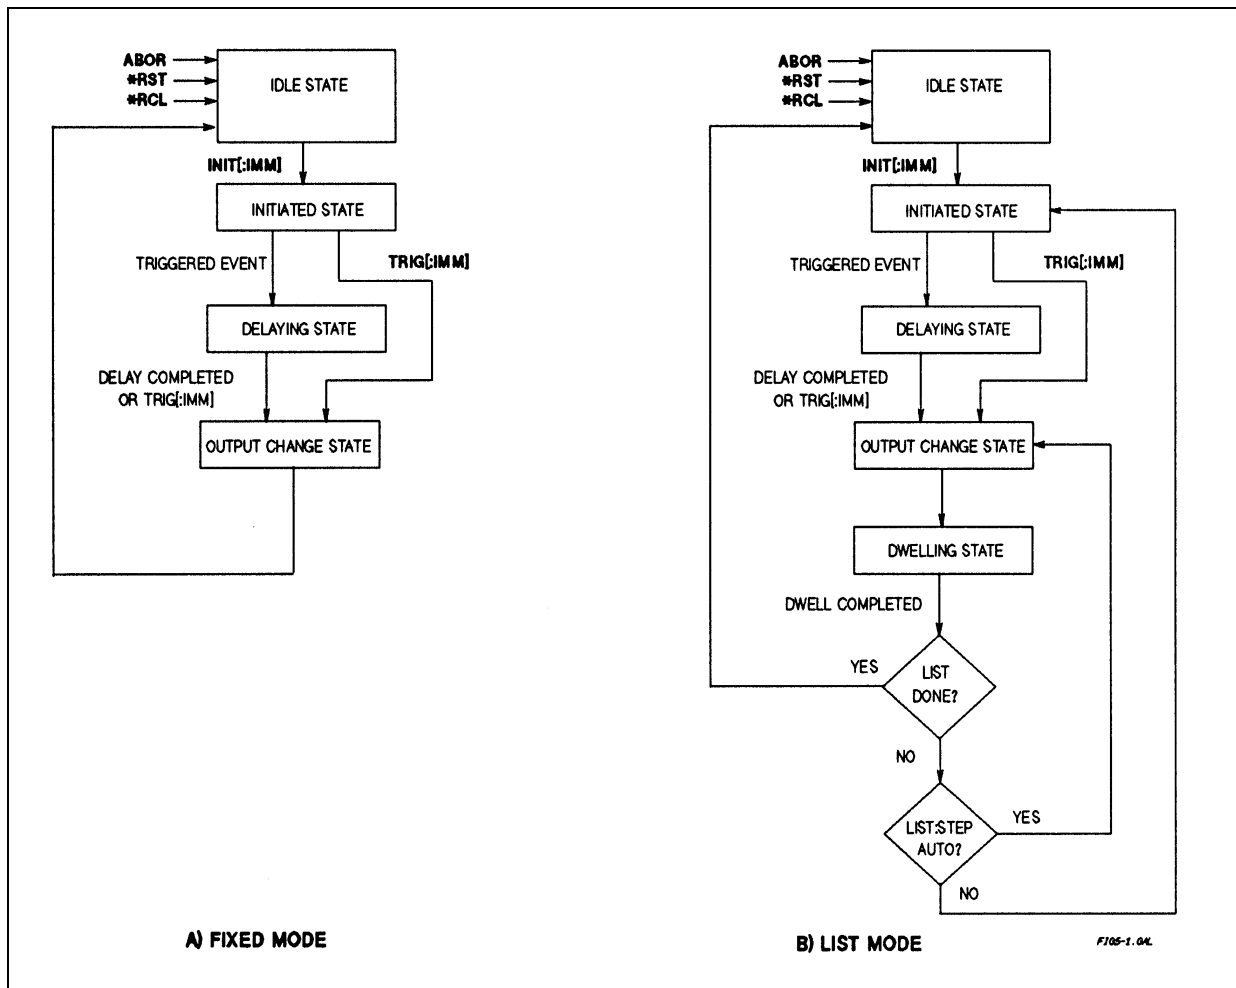 ABOR
*RST
*RCL
IDLE STATE
INIT[:IMM]
INITIATED STATE
TRIGGERED EVENT
TRIG[:IMM]
DELAYING STATE
DELAY COMPLETED
OR TRIG[:IMM]
OUTPUT CHANGE STATE
A) FIXED MODE
ABOR
*RST
*RCL
IDLE STATE
INIT[:IMM]
INITIATED STATE
TRIGGERED EVENT
TRIG[:IMM]
DELAYING STATE
DELAY COMPLETED
OR TRIG[:IMM]
OUTPUT CHANGE STATE
DWELLING STATE
DWELL COMPLETED
YES
LIST
DONE?
NO
LIST:STEP
AUTO?
YES
NO
B) LIST MODE
FIG5-1.GAL